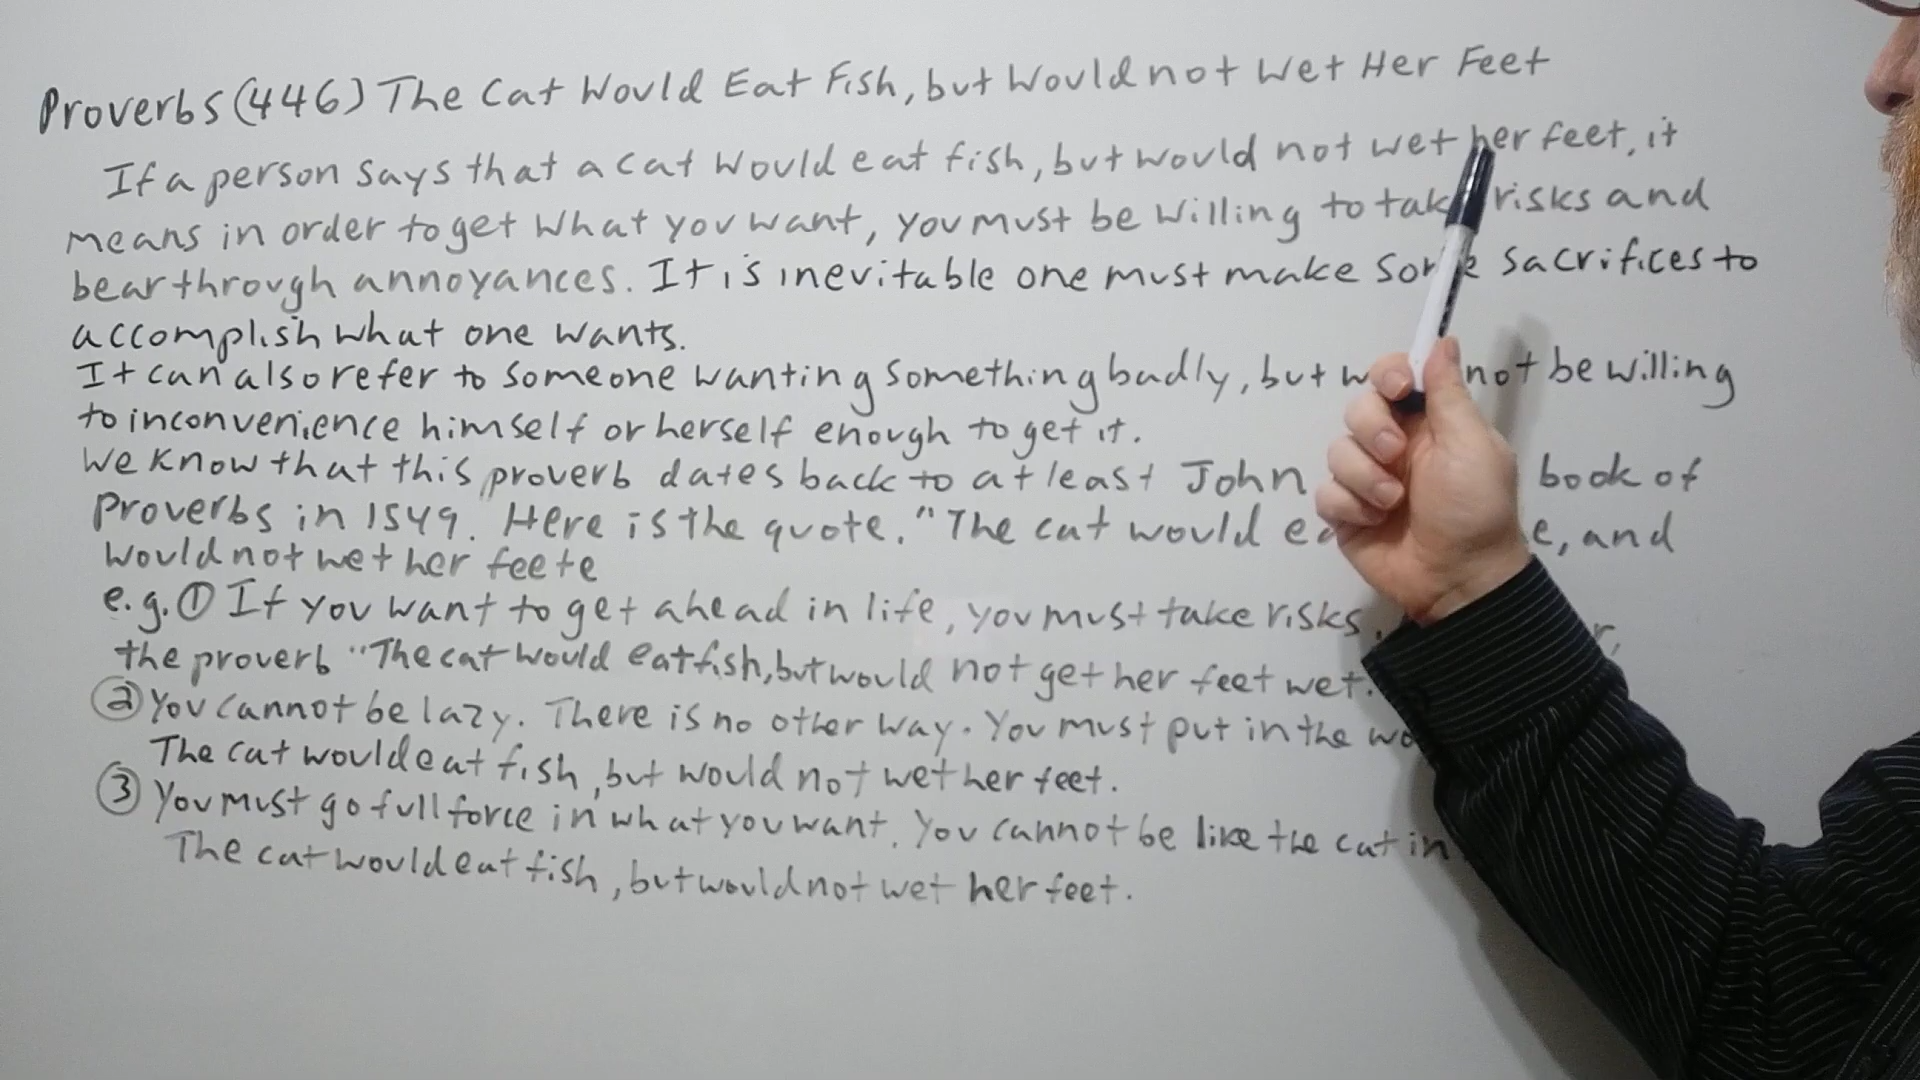 Proverbs (446) The Cat Would Eat Fish, but Would not Wet Her Feet
If a person says that a cat would eat fish, but would not wet her feet, it
means in order to get what you want, you must be willing to take risks and
bear through annoyances. It is inevitable one must make some sacrifices to
accomplish what one wants.
It can also refer to someone wanting something badly, but not be willing
to inconvenience himself or herself enough to get it.
We know that this proverb dates back to at least John book of
Proverbs in 1549. Here is the quote. "The cat would and
would not wet her feete
e.g. ① If you want to get ahead in life, you must take risks.
the proverb "The cat would eat fish, but would not get her feet wet.
② You cannot be lazy. There is no other way. You must put in the
The cat would eat fish, but would not wet her feet.
③ You must go full force in what you want. You cannot be like the cat in
The cat would eat fish, but would not wet her feet.